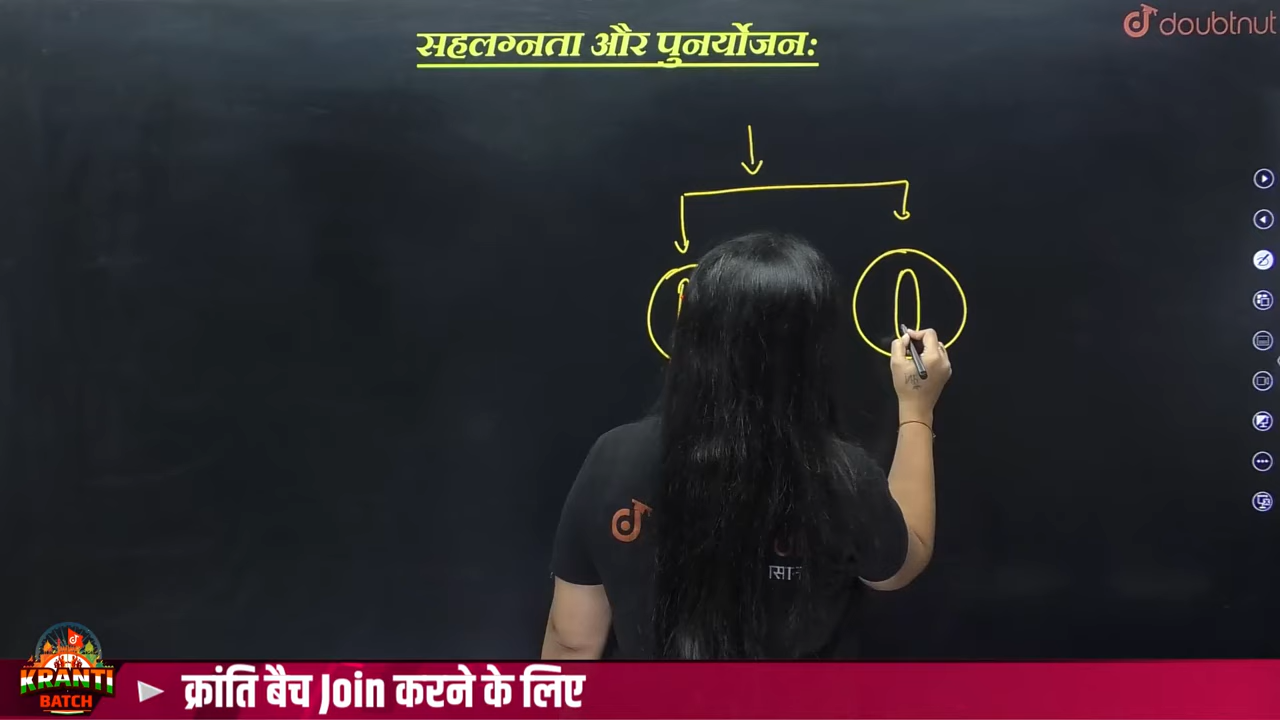 सहलग्नता और पुनर्योजन:
doubtnut
KRANTI
BATCH
क्रांति बैच Join करने के लिए